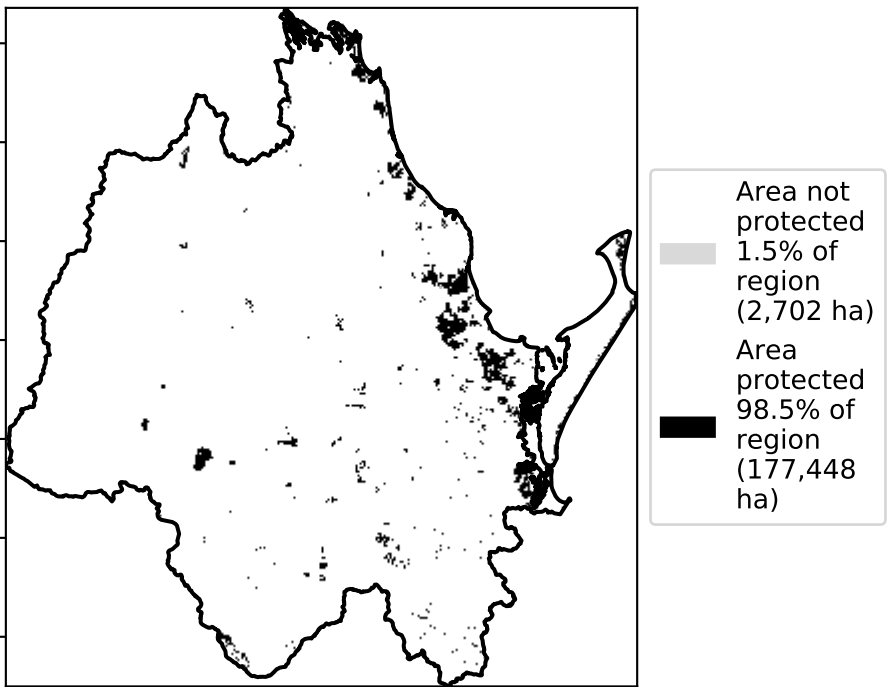 Area not
protected
1.5% of
region
(2,702 ha)
Area
protected
98.5% of
region
(177,448
ha)